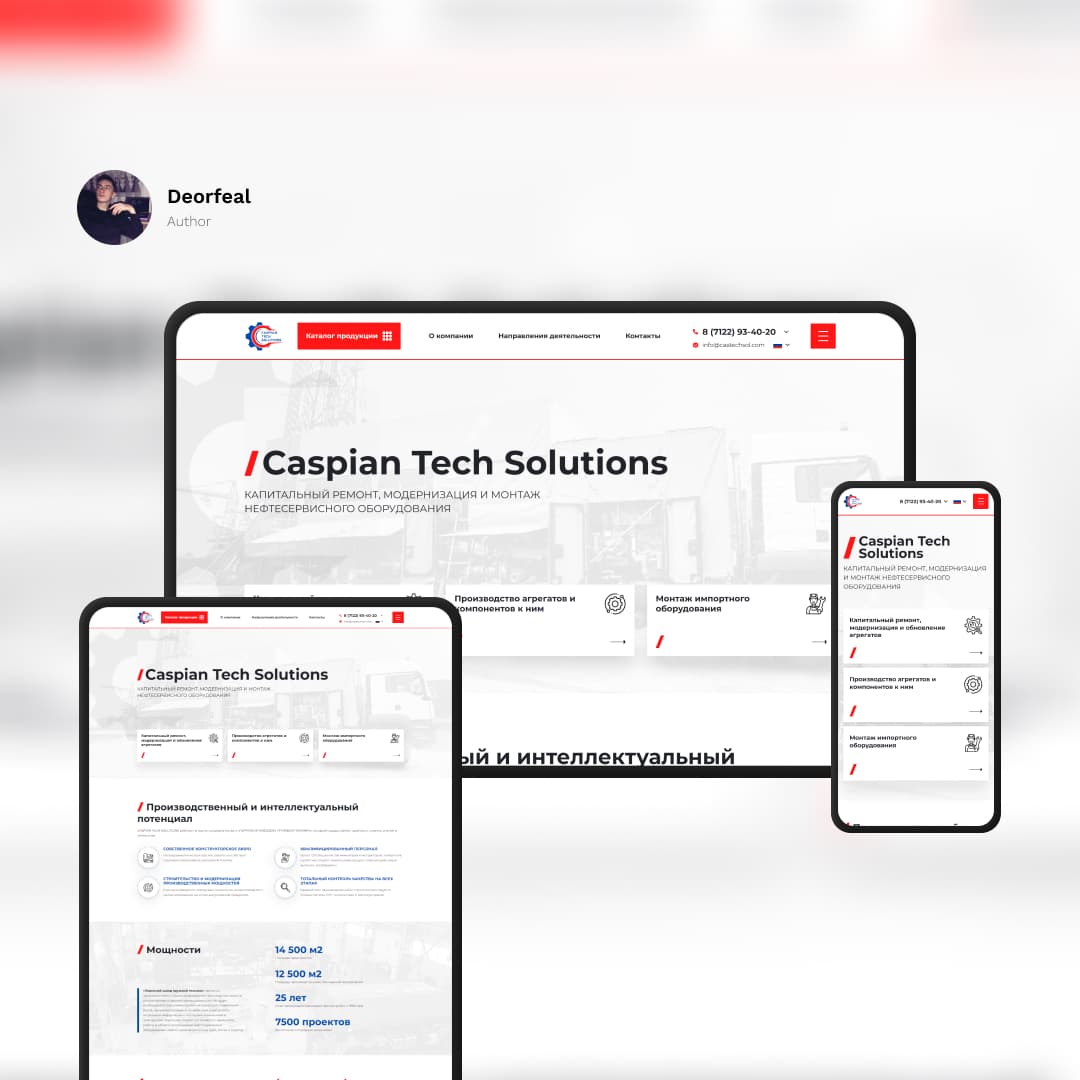 Deorfeal
Author
CASPIAN
TECH
SOLUTIONS
Каталог продукции
О компании
Направления деятельности
Контакты
8 (7122) 93-40-20
info@castechsol.com
Caspian Tech Solutions
КАПИТАЛЬНЫЙ РЕМОНТ, МОДЕРНИЗАЦИЯ И МОНТАЖ
НЕФТЕСЕРВИСНОГО ОБОРУДОВАНИЯ
Производство агрегатов и
компонентов к ним
Монтаж импортного
оборудования
ый и интеллектуальный
8 (7122) 93-40-20
Caspian Tech
Solutions
КАПИТАЛЬНЫЙ РЕМОНТ, МОДЕРНИЗАЦИЯ
И МОНТАЖ НЕФТЕСЕРВИСНОГО
ОБОРУДОВАНИЯ
Капитальный ремонт,
модернизация и обновление
агрегатов
Производство агрегатов и
компонентов к ним
Монтаж импортного
оборудования
Каталог продукции
О компании
Направления деятельности
Контакты
8 (7122) 93-40-20
Caspian Tech Solutions
КАПИТАЛЬНЫЙ РЕМОНТ, МОДЕРНИЗАЦИЯ И МОНТАЖ
НЕФТЕСЕРВИСНОГО ОБОРУДОВАНИЯ
Капитальный ремонт,
модернизация и обновление
агрегатов
Производство агрегатов и
компонентов к ним
Монтаж импортного
оборудования
Производственный и интеллектуальный
потенциал
СОБСТВЕННОЕ КОНСТРУКТОРСКОЕ БЮРО
КВАЛИФИЦИРОВАННЫЙ ПЕРСОНАЛ
СТРОИТЕЛЬСТВО И МОДЕРНИЗАЦИЯ
ПРОИЗВОДСТВЕННЫХ МОЩНОСТЕЙ
ТОТАЛЬНЫЙ КОНТРОЛЬ КАЧЕСТВА НА ВСЕХ
ЭТАПАХ
Мощности
14 500 м2
12 500 м2
25 лет
7500 проектов